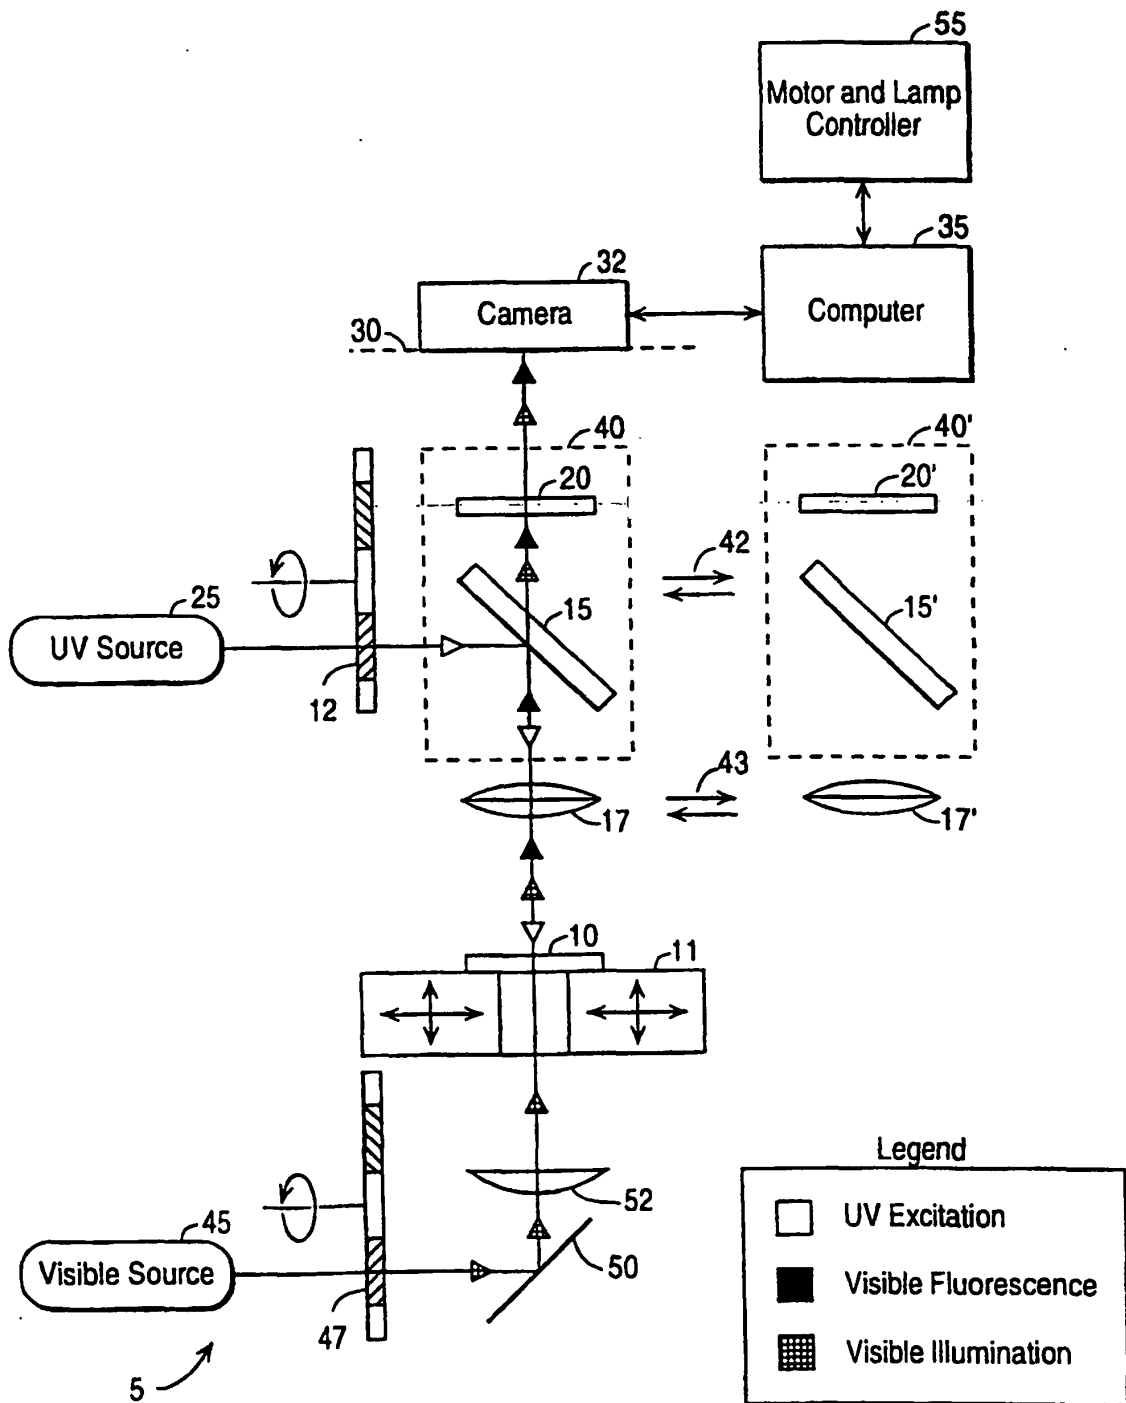 55
Motor and Lamp
Controller
35
32
Camera
Computer
30
40
40'
20
20'
42
25
15
15'
UV Source
12
43
17
17'
10
11
Legend
52
UV Excitation
45
50
Visible Source
Visible Fluorescence
47
Visible Illumination
5